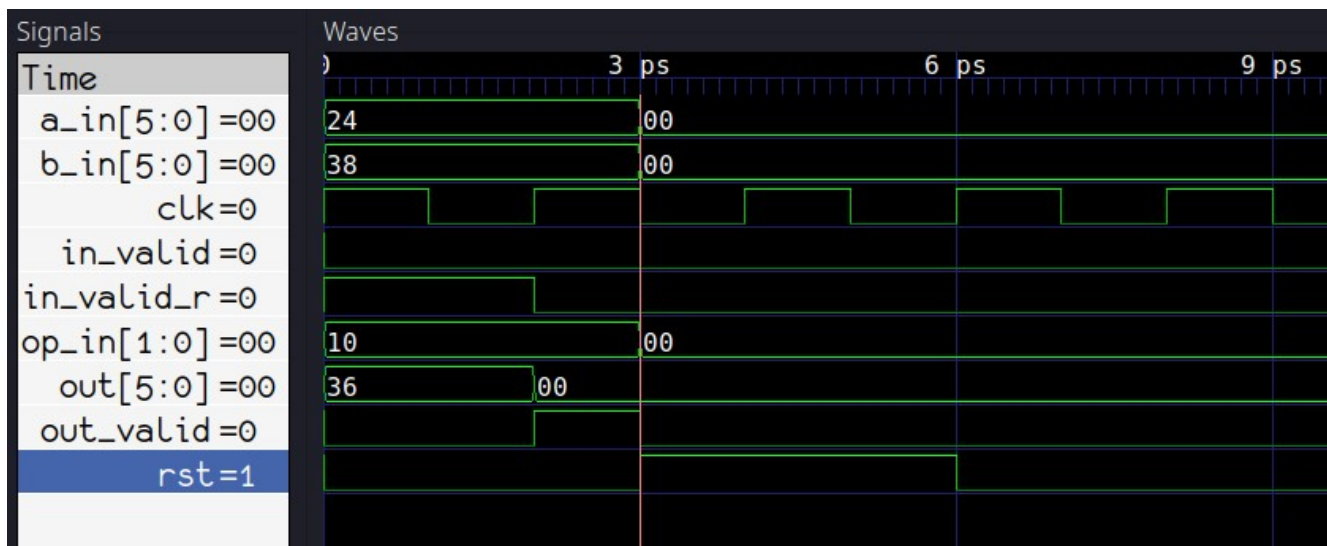 Signals
Waves
Time
0
3 ps
6 ps
9 ps
a_in[5:0] =00
24
00
b_in[5:0] =00
38
00
clk=0
in_valid =0
in_valid_r =0
op_in[1:0] =00
10
00
out[5:0] =00
36
00
out_valid =0
rst =1